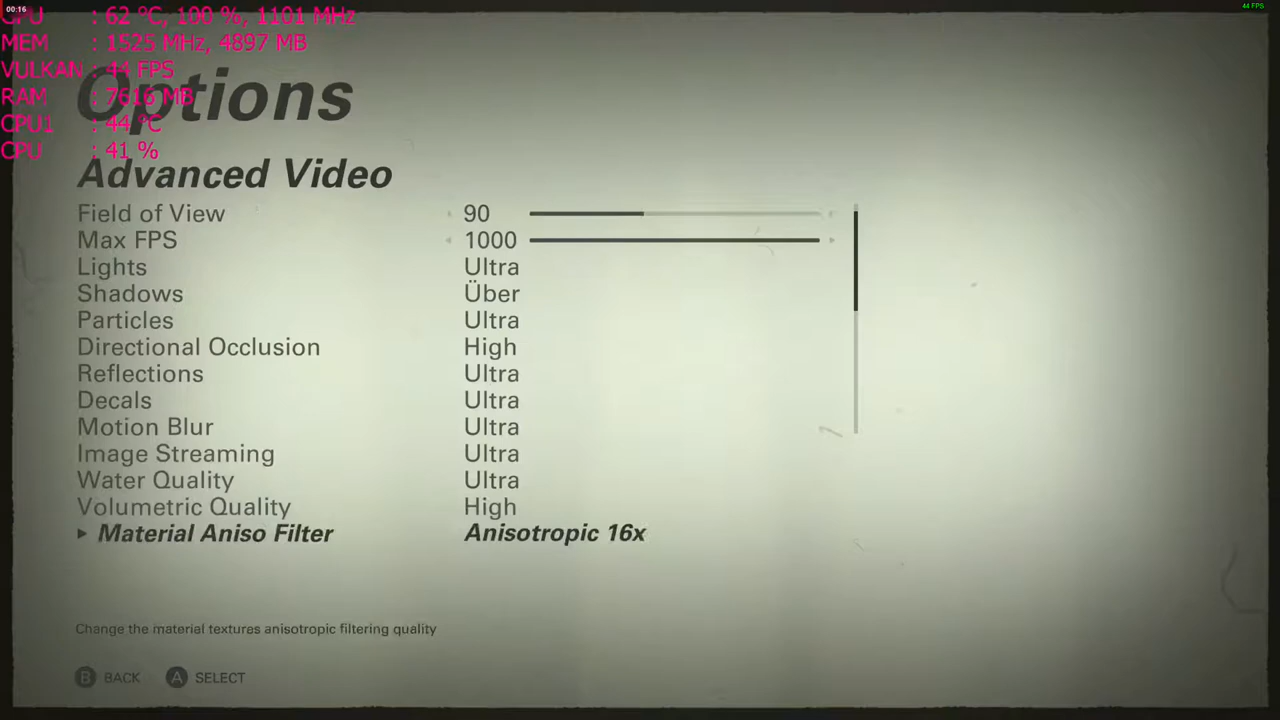 00:16
44 FPS
GPU : 62 °C, 100 %, 1101 MHz
MEM : 1525 MHz, 4897 MB
VULKAN : 44 FPS
RAM : 7616 MB
CPU1 : 44 °C
CPU : 41 %
Options
Advanced Video
Field of View 90
Max FPS 1000
Lights Ultra
Shadows Über
Particles Ultra
Directional Occlusion High
Reflections Ultra
Decals Ultra
Motion Blur Ultra
Image Streaming Ultra
Water Quality Ultra
Volumetric Quality High
Material Aniso Filter Anisotropic 16x
Change the material textures anisotropic filtering quality
B BACK A SELECT